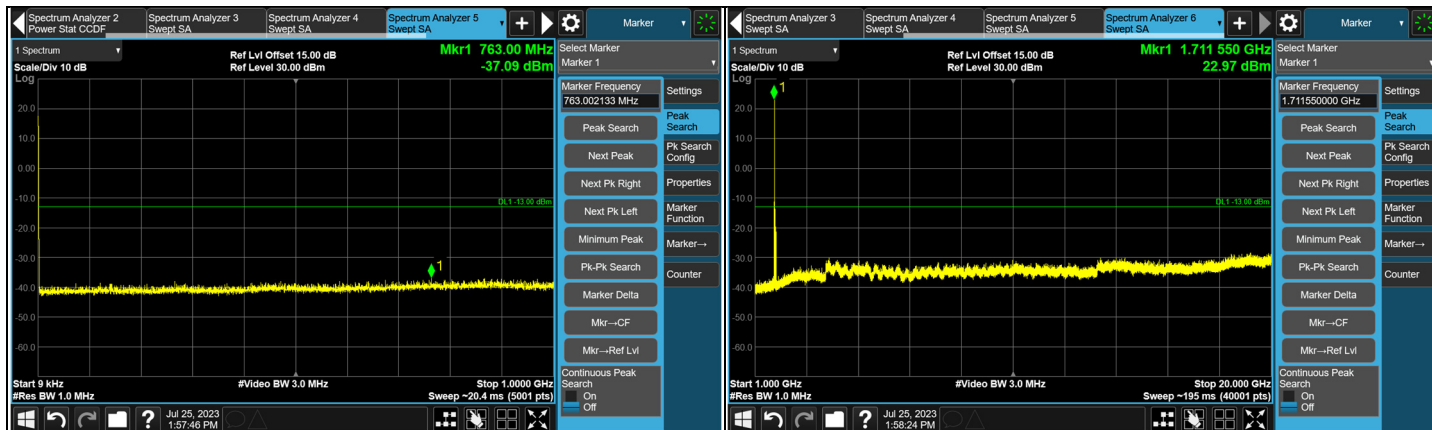 Spectrum Analyzer 2
Power Stat CCDF
Spectrum Analyzer 3
Swept SA
Spectrum Analyzer 4
Swept SA
Spectrum Analyzer 5
Swept SA
Marker
1 Spectrum
Scale/Div 10 dB
Log
Ref Lvl Offset 15.00 dB
Ref Level 30.00 dBm
Mkr1 763.00 MHz
-37.09 dBm
1
20.0
10.0
0.00
-10.0
-20.0
-30.0
-40.0
-50.0
-60.0
DL1 -13.00 dBm
Start 9 kHz
#Res BW 1.0 MHz
#Video BW 3.0 MHz
Stop 1.0000 GHz
Sweep ~20.4 ms (5001 pts)
Select Marker
Marker 1
Marker Frequency
763.002133 MHz
Peak Search
Next Peak
Next Pk Right
Next Pk Left
Minimum Peak
Pk-Pk Search
Marker Delta
Mkr→CF
Mkr→Ref Lvl
Continuous Peak
Search
On
Off
Settings
Peak
Search
Pk Search
Config
Properties
Marker
Function
Marker→
Counter
?
Jul 25, 2023
1:57:46 PM
Spectrum Analyzer 3
Swept SA
Spectrum Analyzer 4
Swept SA
Spectrum Analyzer 5
Swept SA
Spectrum Analyzer 6
Swept SA
Marker
1 Spectrum
Scale/Div 10 dB
Log
Ref Lvl Offset 15.00 dB
Ref Level 30.00 dBm
Mkr1 1.711 550 GHz
22.97 dBm
1
20.0
10.0
0.00
-10.0
-20.0
-30.0
-40.0
-50.0
-60.0
DL1 -13.00 dBm
Start 1.000 GHz
#Res BW 1.0 MHz
#Video BW 3.0 MHz
Stop 20.000 GHz
Sweep ~195 ms (40001 pts)
Select Marker
Marker 1
Marker Frequency
1.711550000 GHz
Peak Search
Next Peak
Next Pk Right
Next Pk Left
Minimum Peak
Pk-Pk Search
Marker Delta
Mkr→CF
Mkr→Ref Lvl
Continuous Peak
Search
On
Off
Settings
Peak
Search
Pk Search
Config
Properties
Marker
Function
Marker→
Counter
?
Jul 25, 2023
1:58:24 PM